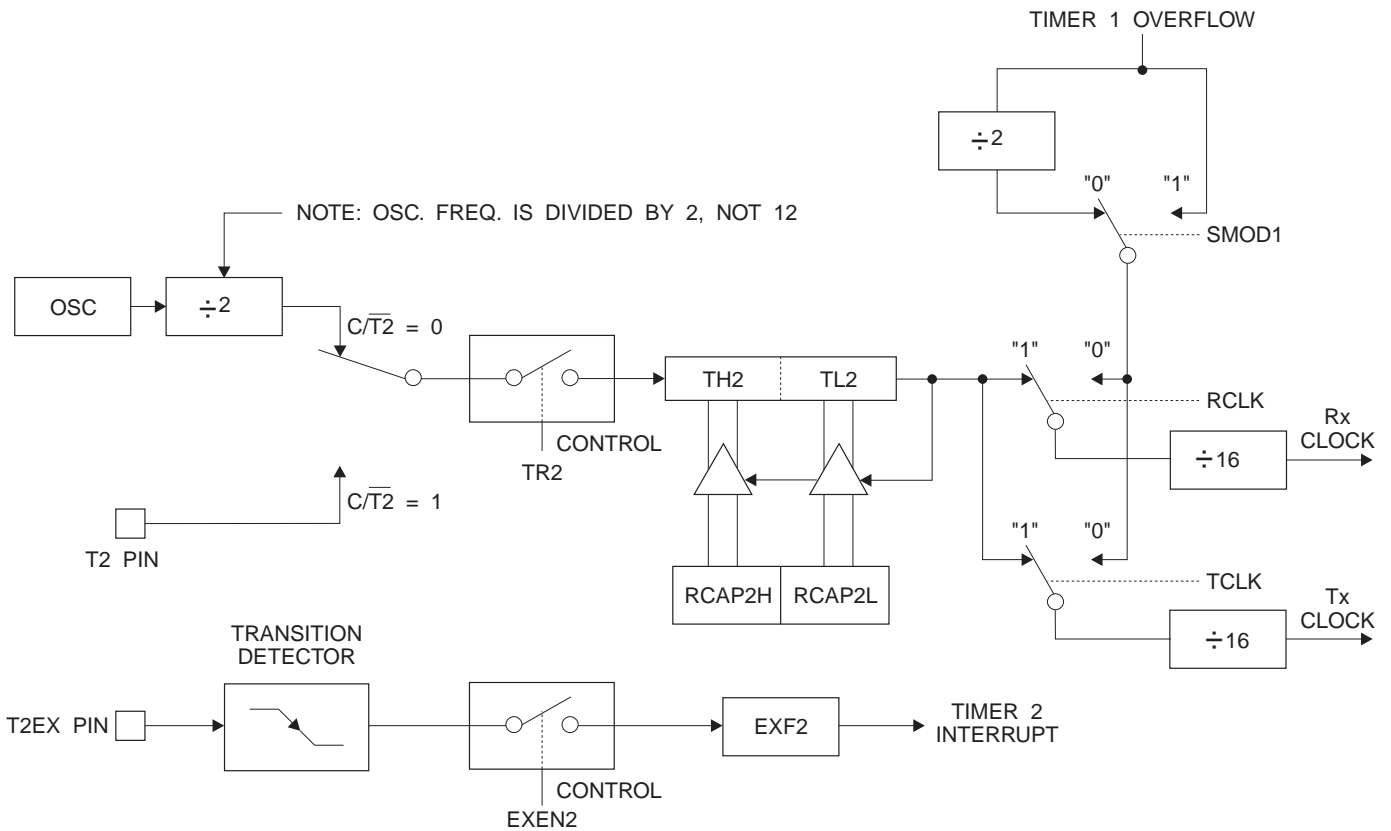 TIMER 1 OVERFLOW
÷2
"0" "1"
NOTE: OSC. FREQ. IS DIVIDED BY 2, NOT 12
SMOD1
OSC
÷2
C/T2̅ = 0
"1" "0"
TH2 TL2
RCLK
Rx
CLOCK
CONTROL
÷16
TR2
C/T2̅ = 1
"1" "0"
T2 PIN
TCLK
RCAP2H RCAP2L
Tx
CLOCK
÷16
TRANSITION
DETECTOR
T2EX PIN
EXF2
TIMER 2
INTERRUPT
CONTROL
EXEN2